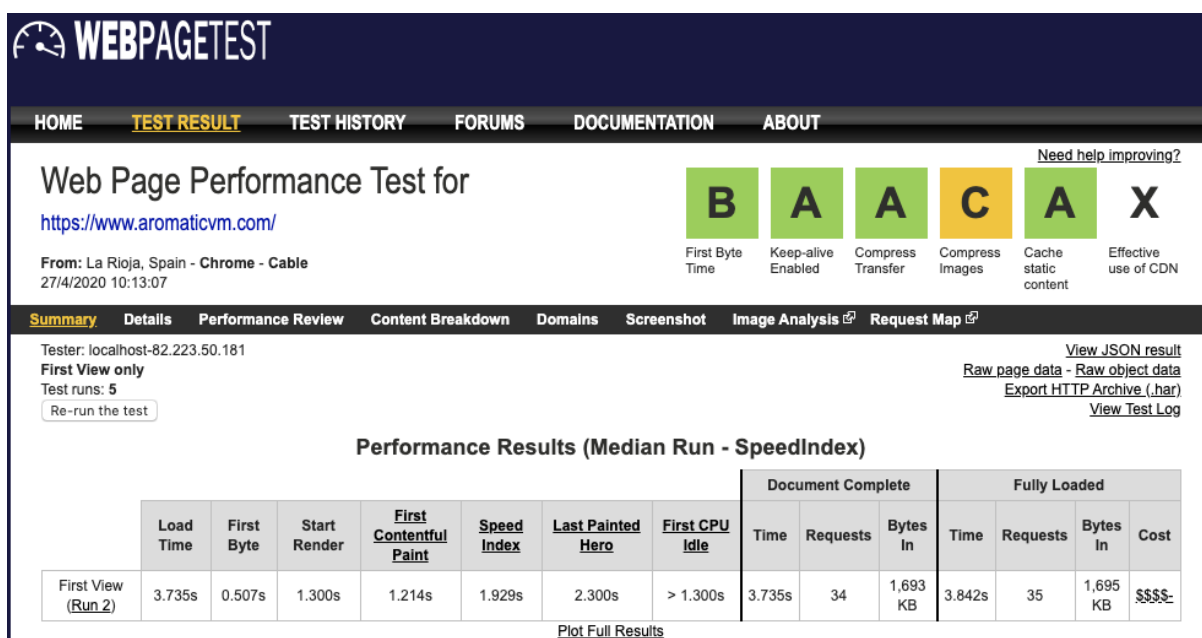 WEBPAGETEST
HOME TEST RESULT TEST HISTORY FORUMS DOCUMENTATION ABOUT
Need help improving?
Web Page Performance Test for
https://www.aromaticvm.com/
From: La Rioja, Spain - Chrome - Cable
27/4/2020 10:13:07
B A A C A X
First Byte Time Keep-alive Enabled Compress Transfer Compress Images Cache static content Effective use of CDN
Summary Details Performance Review Content Breakdown Domains Screenshot Image Analysis Request Map
Tester: localhost-82.223.50.181
First View only
Test runs: 5
Re-run the test
View JSON result
Raw page data - Raw object data
Export HTTP Archive (.har)
View Test Log
Performance Results (Median Run - SpeedIndex)
Document Complete Fully Loaded
Load Time First Byte Start Render First Contentful Paint Speed Index Last Painted Hero First CPU Idle Time Requests Bytes In Time Requests Bytes In Cost
First View (Run 2) 3.735s 0.507s 1.300s 1.214s 1.929s 2.300s > 1.300s 3.735s 34 1,693 KB 3.842s 35 1,695 KB $$$$-
Plot Full Results